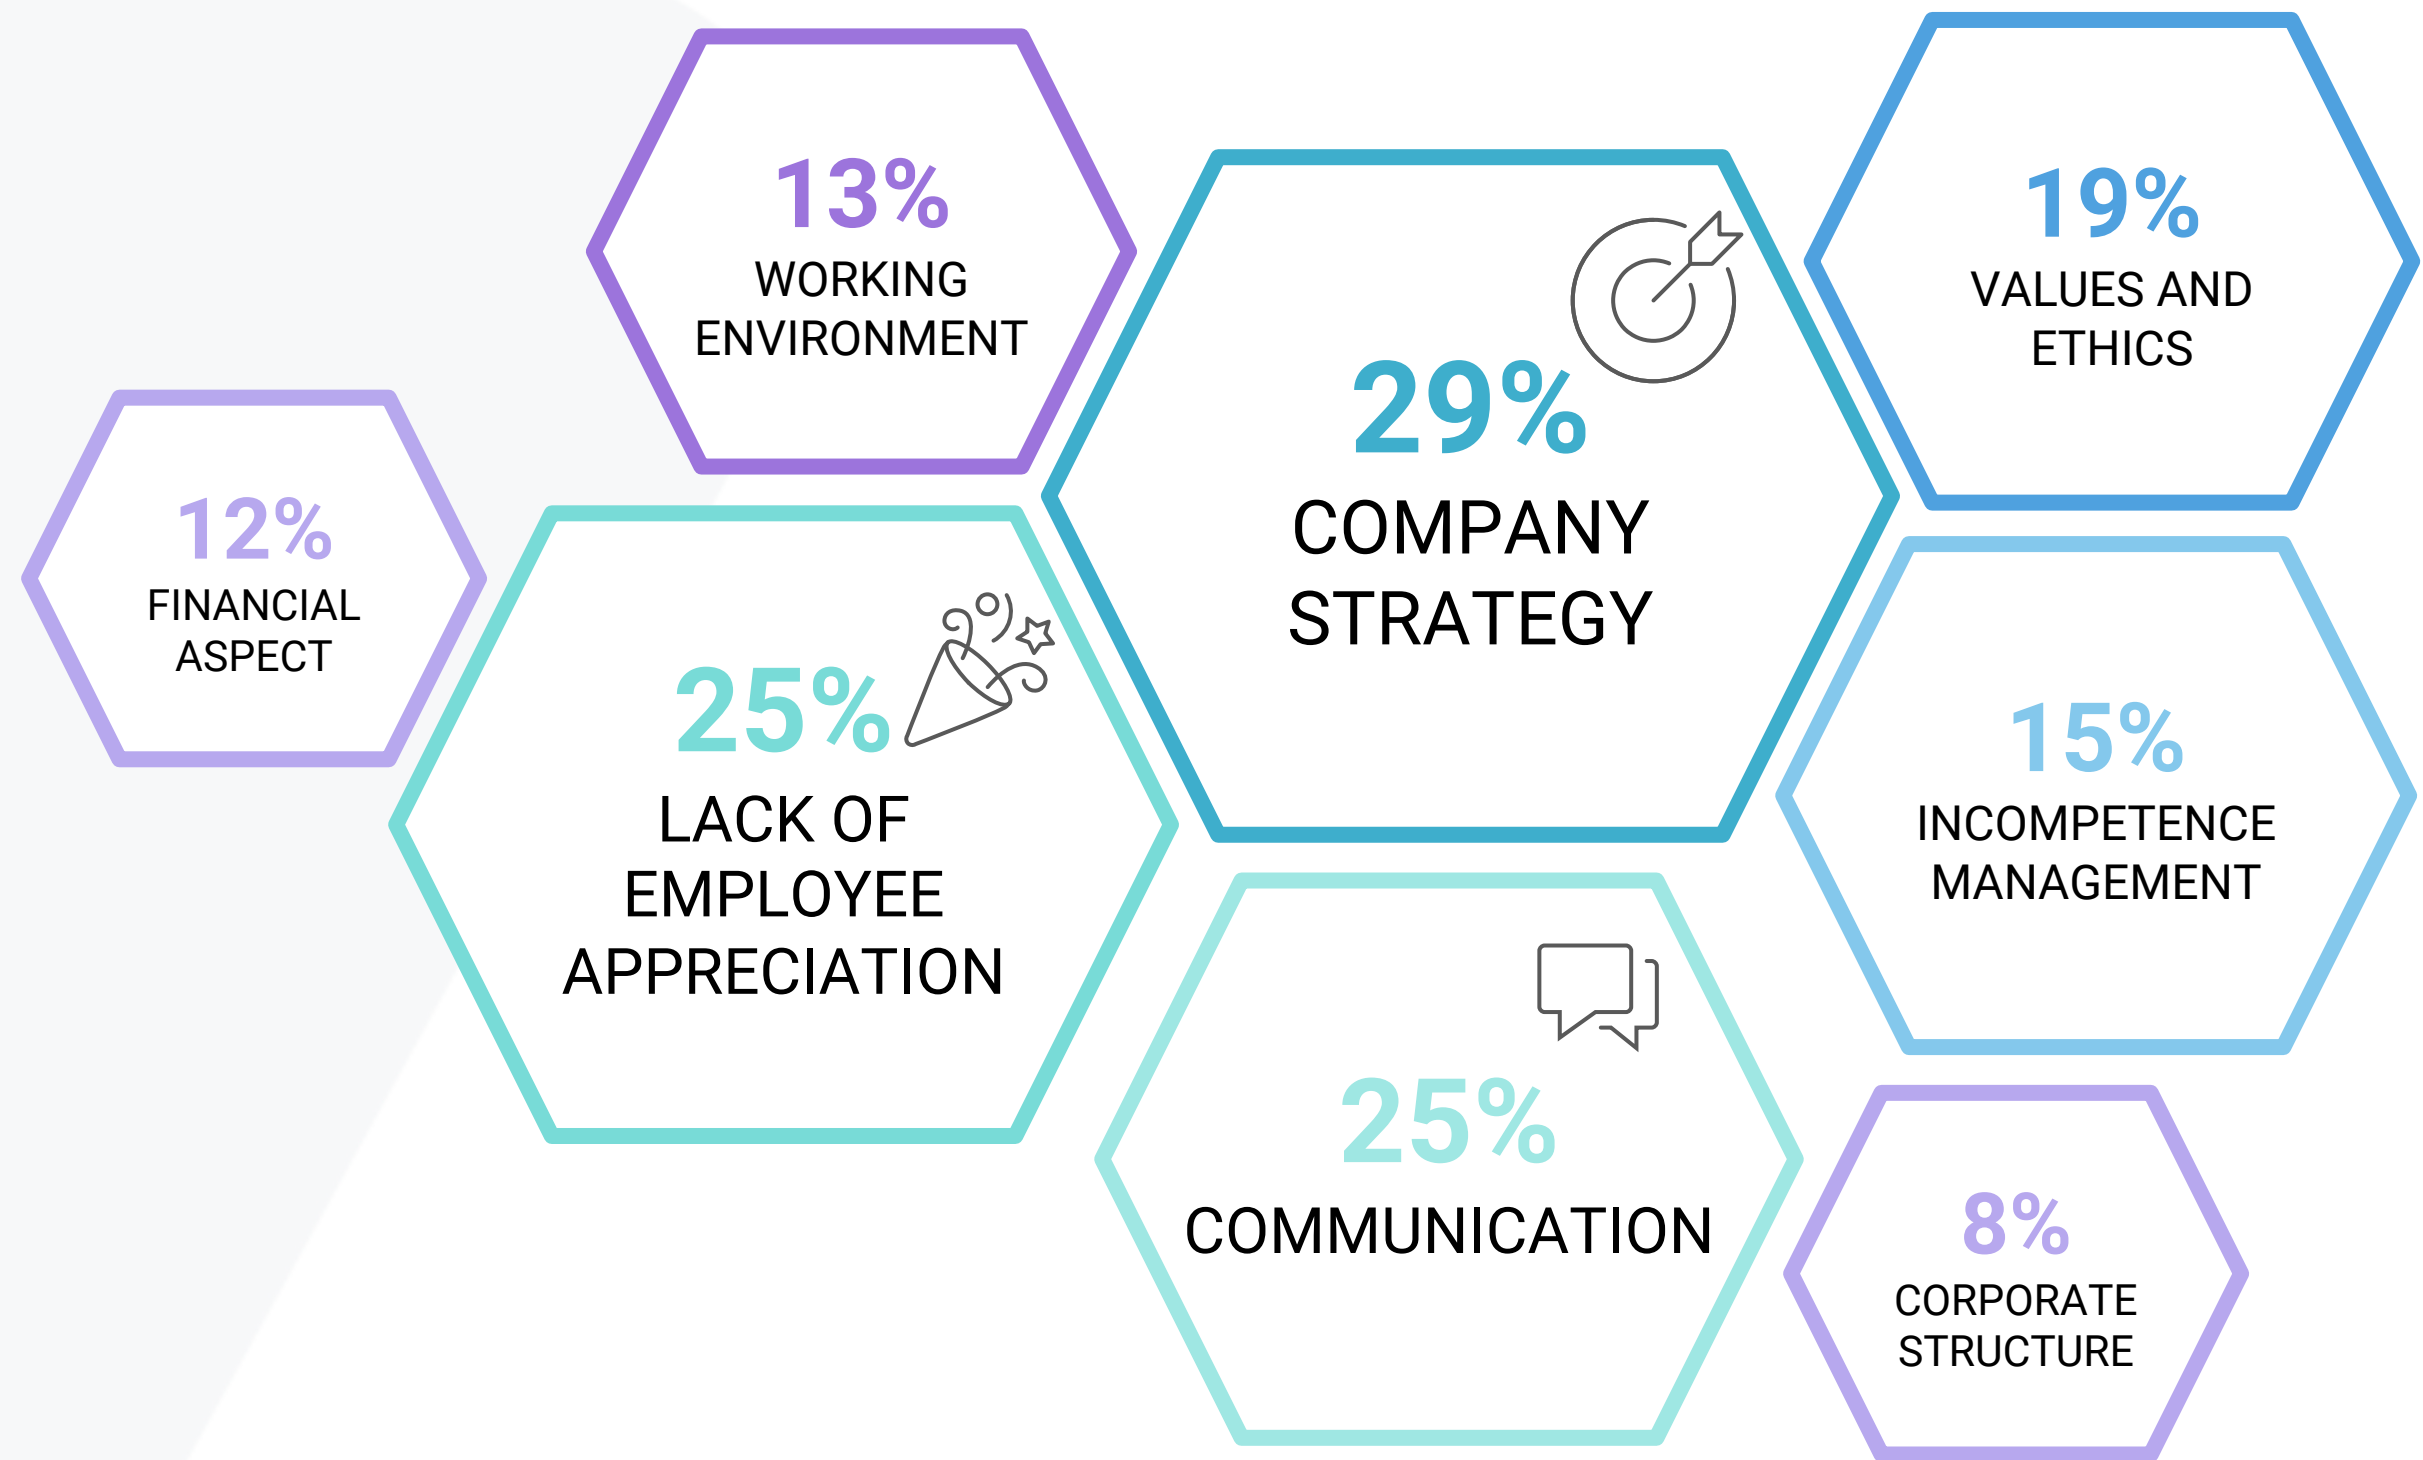 13%
WORKING
ENVIRONMENT
19%
VALUES AND
ETHICS
29%
COMPANY
STRATEGY
12%
FINANCIAL
ASPECT
25%
LACK OF
EMPLOYEE
APPRECIATION
15%
INCOMPETENCE
MANAGEMENT
25%
COMMUNICATION
8%
CORPORATE
STRUCTURE